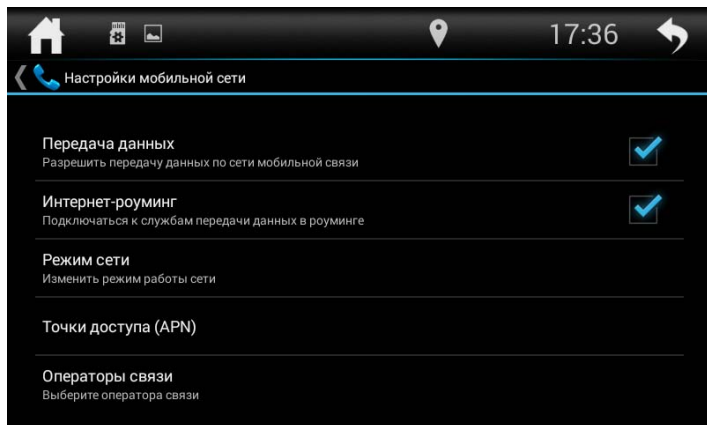 17:36
Настройки мобильной сети
Передача данных
Разрешить передачу данных по сети мобильной связи
Интернет-роуминг
Подключаться к службам передачи данных в роуминге
Режим сети
Изменить режим работы сети
Точки доступа (APN)
Операторы связи
Выберите оператора связи